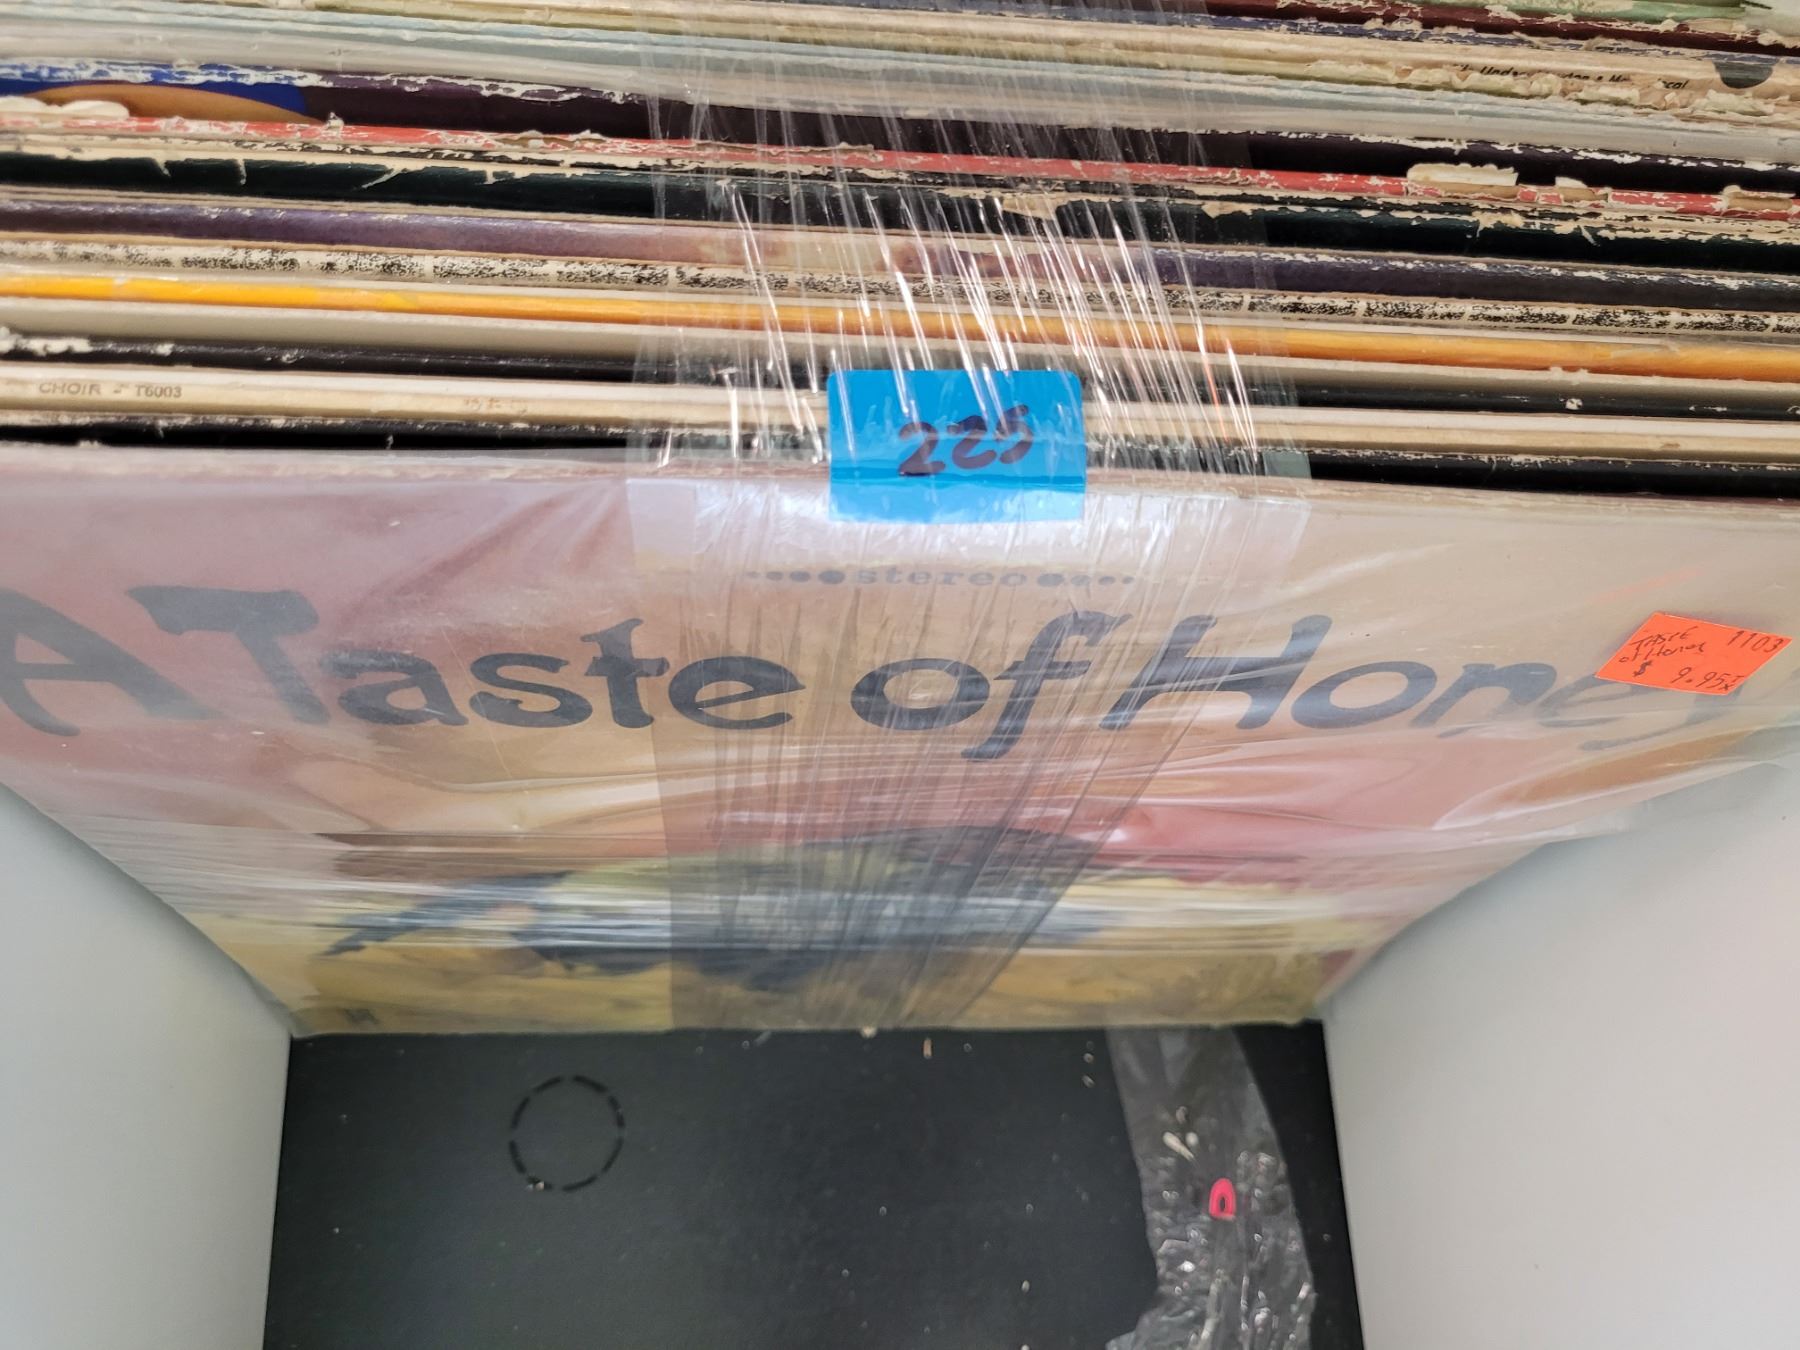 CHOIR - T6003
225
stereo
A Taste of Honey
TASTE 1103
of Honey
$ 9.95